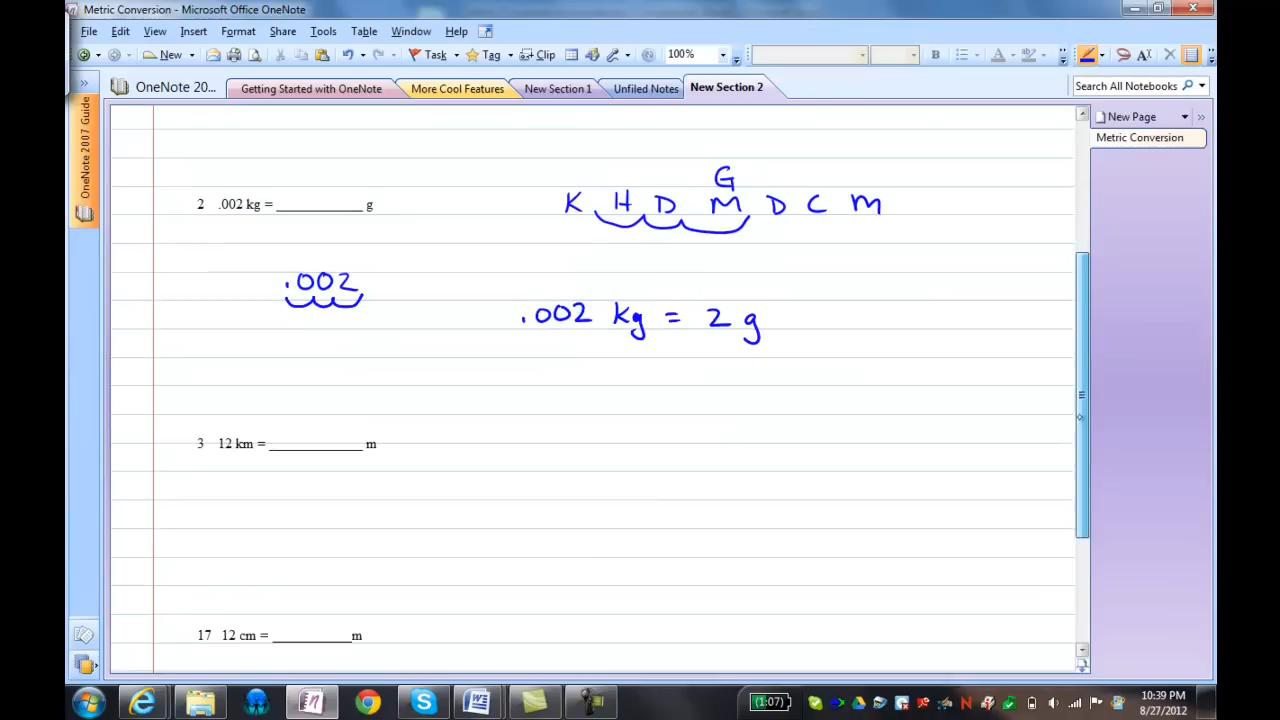 Metric Conversion - Microsoft Office OneNote
File Edit View Insert Format Share Tools Table Window Help
New Task Tag Clip 100% B A A
OneNote 20... Getting Started with OneNote More Cool Features New Section 1 Unfiled Notes New Section 2 Search All Notebooks
» New Page »
Metric Conversion
OneNote 2007 Guide
G
2 .002 kg = ____________ g K H D M D C m
.002
.002 kg = 2 g
3 12 km = _____________ m
17 12 cm = ___________m
(1:07) 10:39 PM
8/27/2012